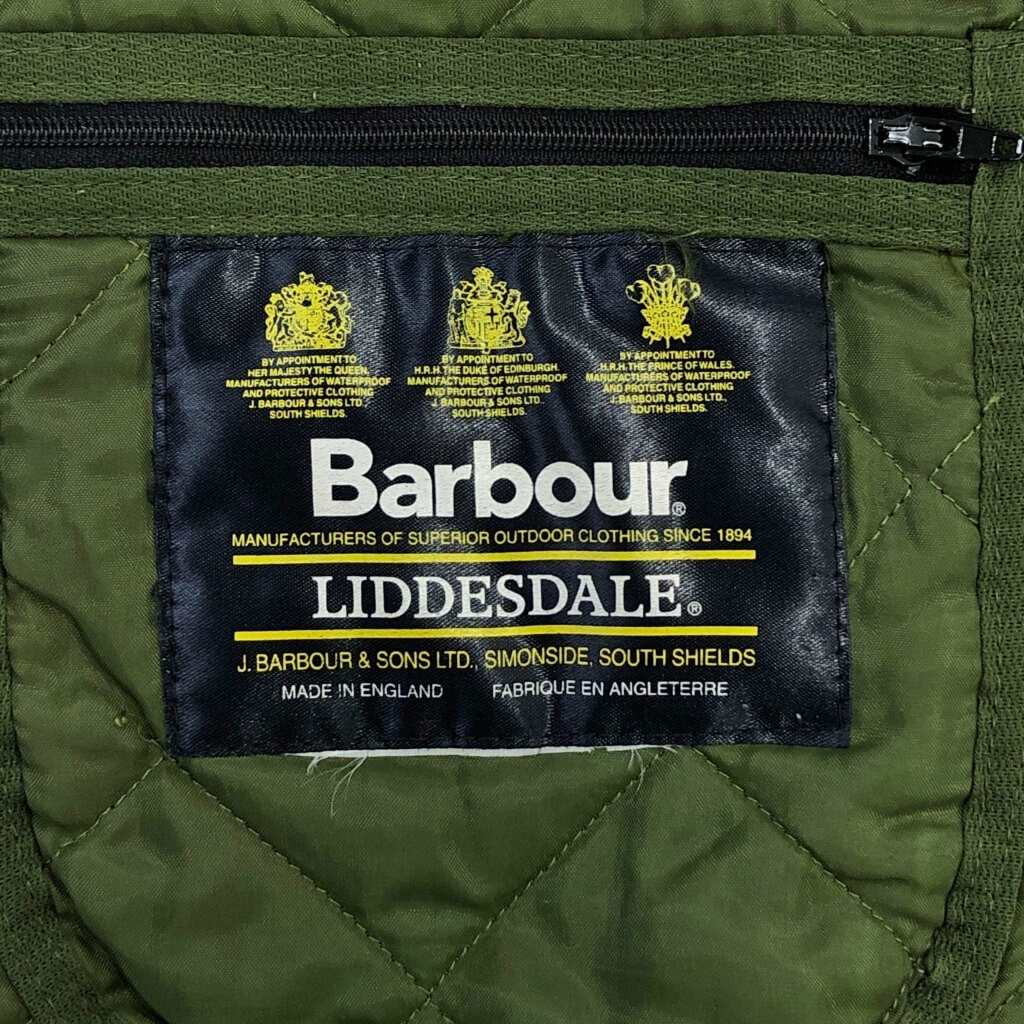 BY APPOINTMENT TO
HER MAJESTY THE QUEEN,
MANUFACTURERS OF WATERPROOF
AND PROTECTIVE CLOTHING
J. BARBOUR & SONS LTD.,
SOUTH SHIELDS.
BY APPOINTMENT TO
H.R.H. THE DUKE OF EDINBURGH.
MANUFACTURERS OF WATERPROOF
AND PROTECTIVE CLOTHING
J. BARBOUR & SONS LTD.,
SOUTH SHIELDS.
BY APPOINTMENT TO
H.R.H. THE PRINCE OF WALES.
MANUFACTURERS OF WATERPROOF
AND PROTECTIVE CLOTHING
J. BARBOUR & SONS LTD.,
SOUTH SHIELDS.
Barbour®
MANUFACTURERS OF SUPERIOR OUTDOOR CLOTHING SINCE 1894
LIDDESDALE®
J. BARBOUR & SONS LTD., SIMONSIDE, SOUTH SHIELDS
MADE IN ENGLAND FABRIQUE EN ANGLETERRE